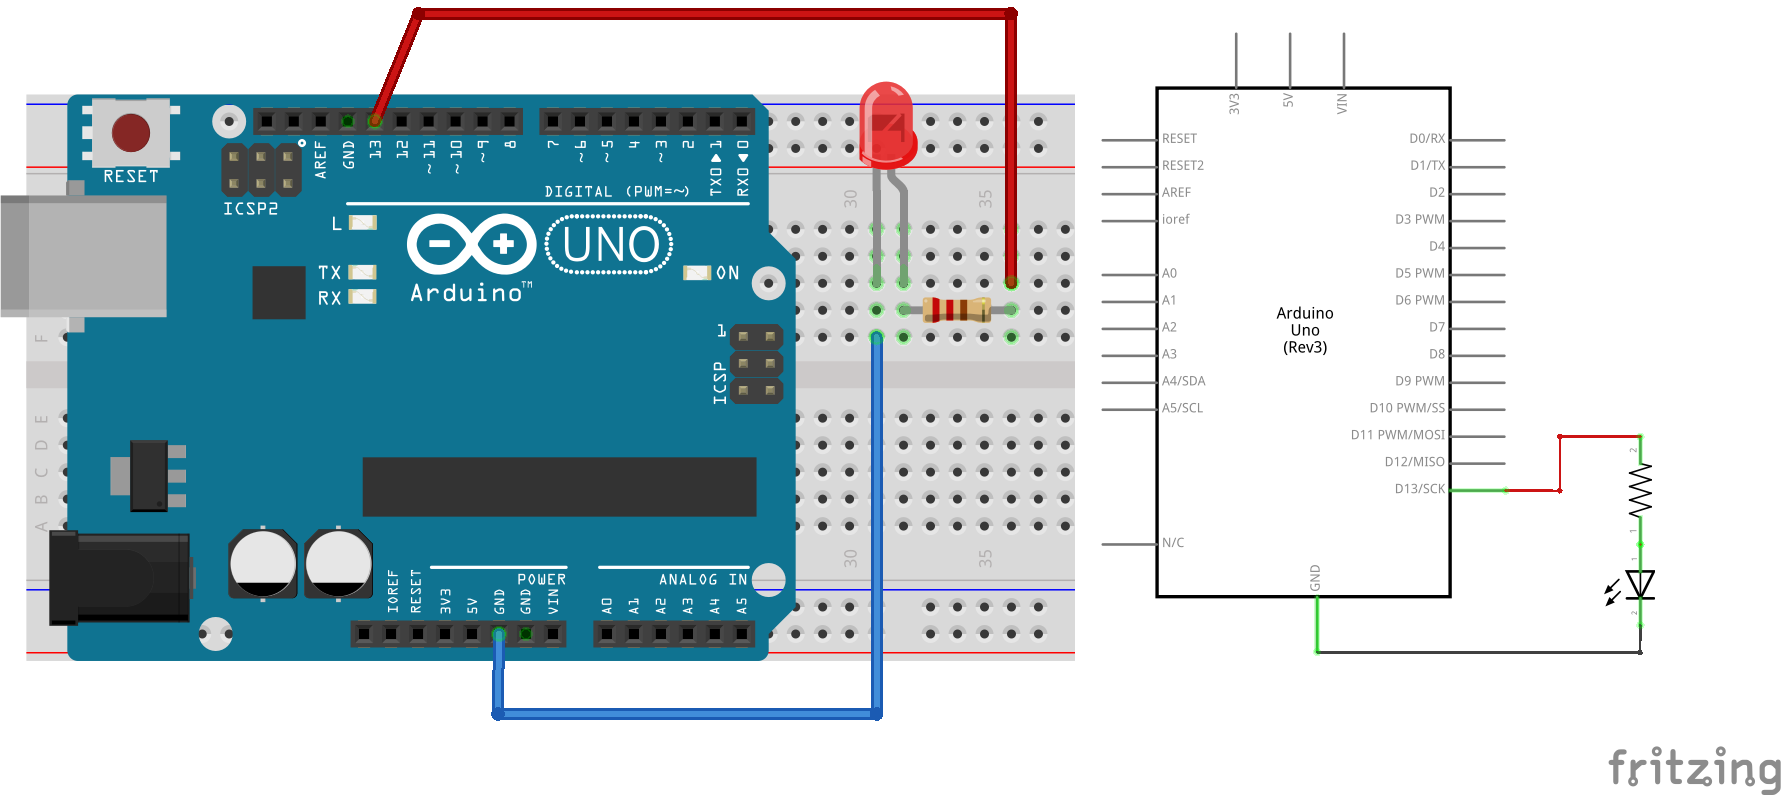 RESET
ICSP2
AREF
GND
13
12
~11
~10
~9
8
7
~6
~5
4
~3
2
TX0▶1
RX0◀0
DIGITAL (PWM=~)
L
TX
RX
UNO
Arduino™
ON
1
ICSP
30
35
F
E
D
C
B
A
30
35
POWER
ANALOG IN
IOREF
RESET
3V3
5V
GND
GND
VIN
A0
A1
A2
A3
A4
A5
3V3
5V
VIN
RESET
RESET2
AREF
ioref
A0
A1
A2
A3
A4/SDA
A5/SCL
N/C
Arduino
Uno
(Rev3)
D0/RX
D1/TX
D2
D3 PWM
D4
D5 PWM
D6 PWM
D7
D8
D9 PWM
D10 PWM/SS
D11 PWM/MOSI
D12/MISO
D13/SCK
GND
2
1
1
2
fritzing